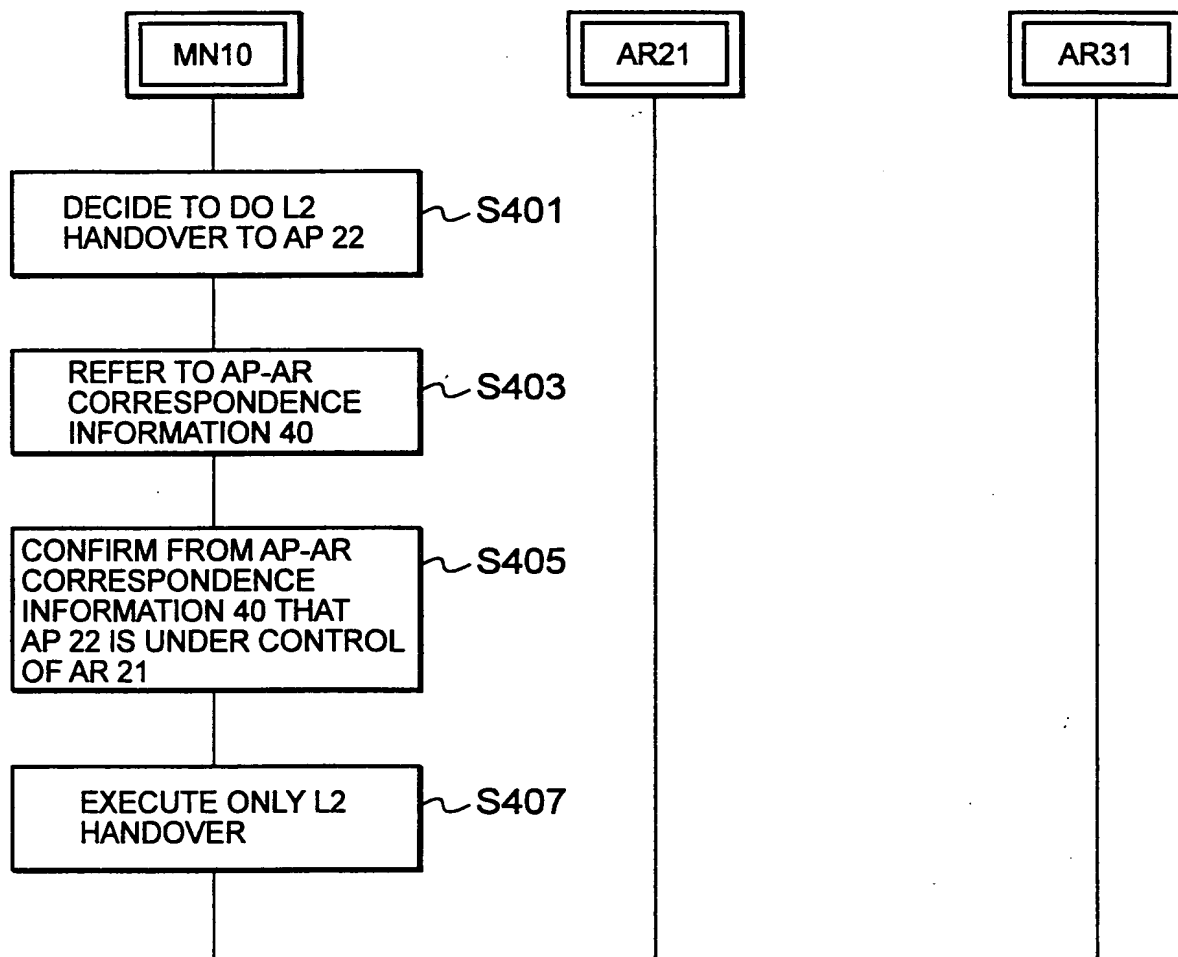 MN10
AR21
AR31
DECIDE TO DO L2
HANDOVER TO AP 22
S401
REFER TO AP-AR
CORRESPONDENCE
INFORMATION 40
S403
CONFIRM FROM AP-AR
CORRESPONDENCE
INFORMATION 40 THAT
AP 22 IS UNDER CONTROL
OF AR 21
S405
EXECUTE ONLY L2
HANDOVER
S407